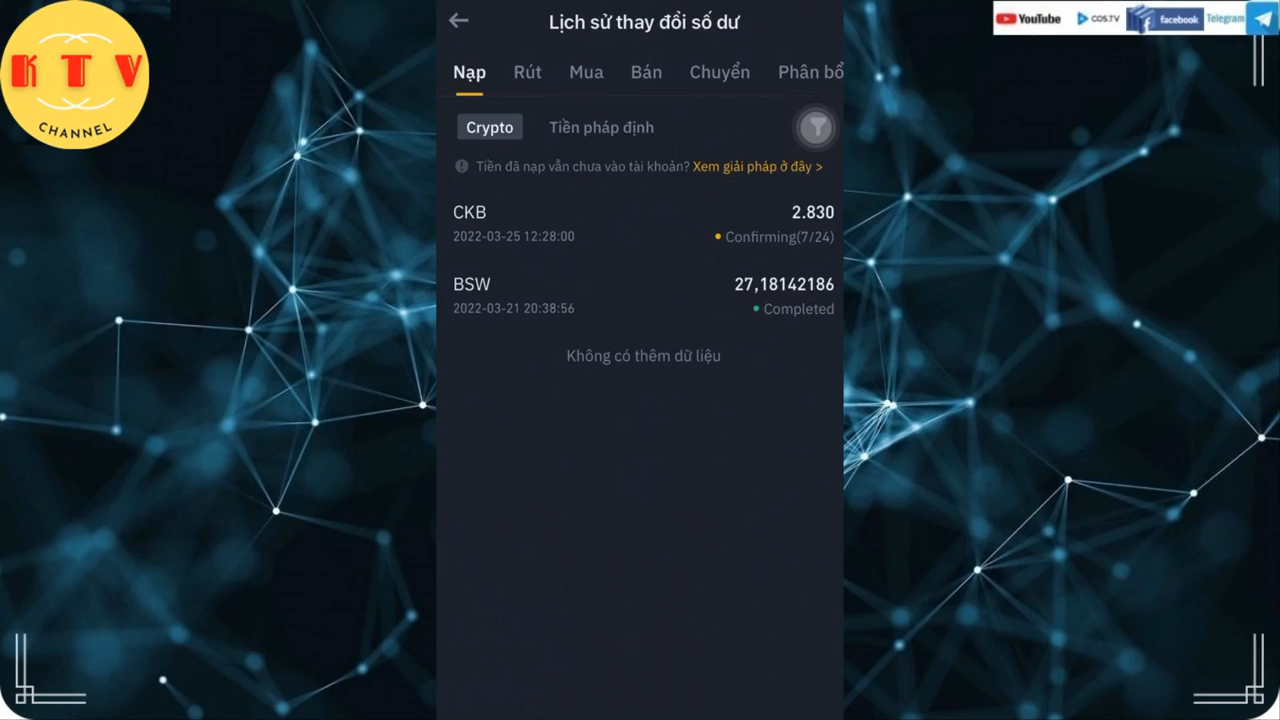 K T V
CHANNEL
YouTube COS.TV facebook Telegram
Lịch sử thay đổi số dư
Nạp Rút Mua Bán Chuyển Phân bổ
Crypto Tiền pháp định
Tiền đã nạp vẫn chưa vào tài khoản? Xem giải pháp ở đây >
CKB 2.830
2022-03-25 12:28:00 Confirming(7/24)
BSW 27,18142186
2022-03-21 20:38:56 Completed
Không có thêm dữ liệu